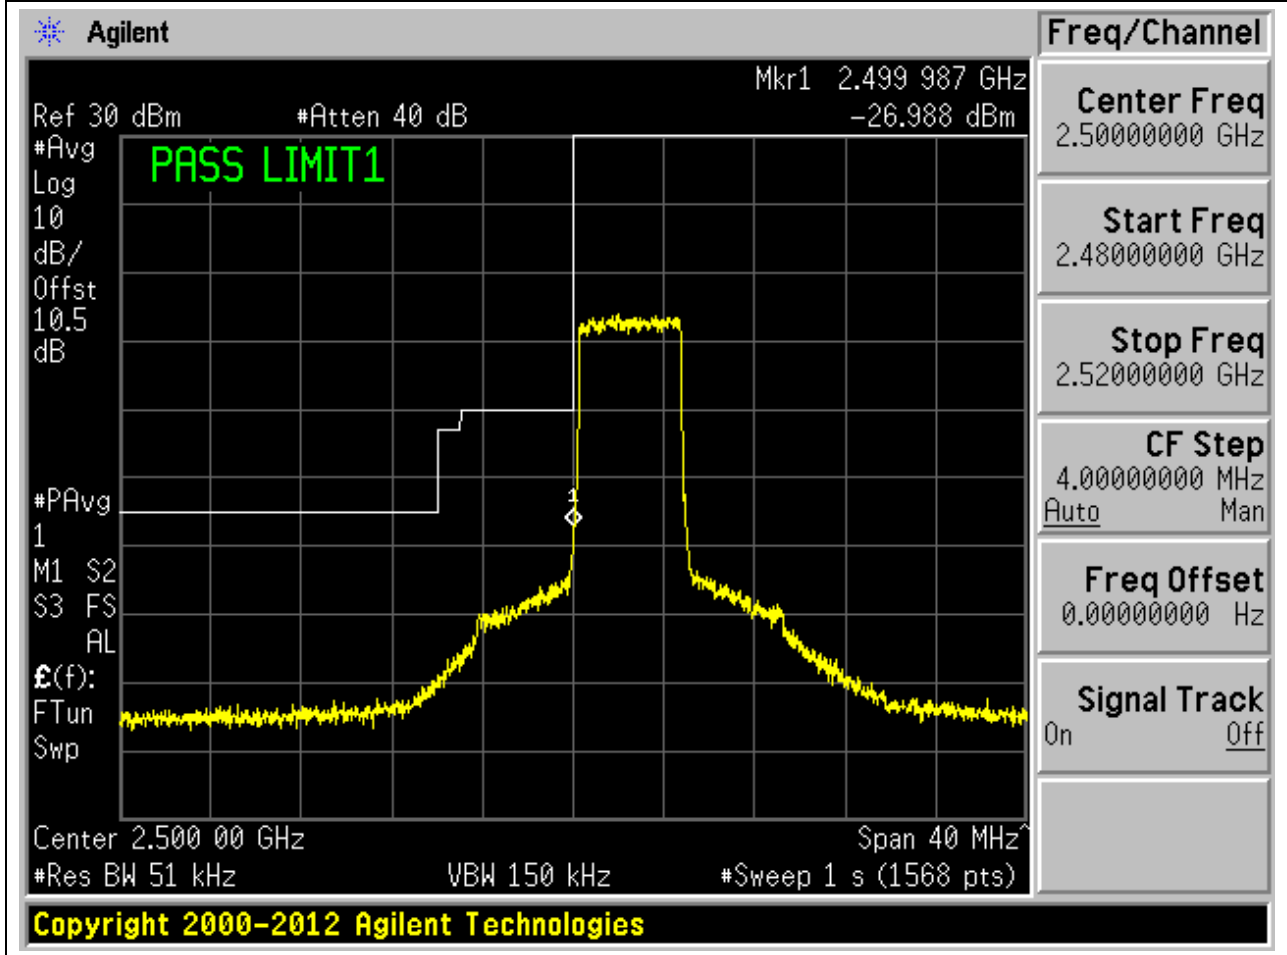 Agilent
Freq/Channel
Mkr1 2.499 987 GHz
Ref 30 dBm #Atten 40 dB -26.988 dBm
#Avg
Log
10
dB/
Offst
10.5
dB
#PAvg
1
M1 S2
S3 FS
AL
£(f):
FTun
Swp
PASS LIMIT1
1
Center 2.500 00 GHz Span 40 MHz^
#Res BW 51 kHz VBW 150 kHz #Sweep 1 s (1568 pts)
Copyright 2000-2012 Agilent Technologies
Center Freq
2.50000000 GHz
Start Freq
2.48000000 GHz
Stop Freq
2.52000000 GHz
CF Step
4.00000000 MHz
Auto Man
Freq Offset
0.00000000 Hz
Signal Track
On Off